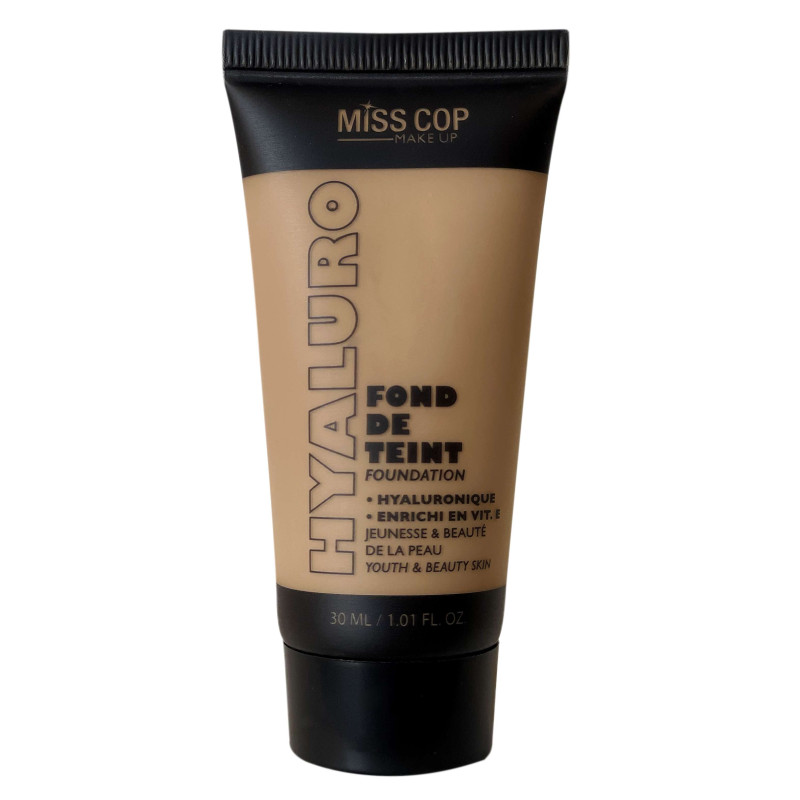 MISS COP
MAKE UP
HYALURO
FOND
DE
TEINT
FOUNDATION
• HYALURONIQUE
• ENRICHI EN VIT. E
JEUNESSE & BEAUTÉ
DE LA PEAU
YOUTH & BEAUTY SKIN
30 ML / 1.01 FL. OZ.